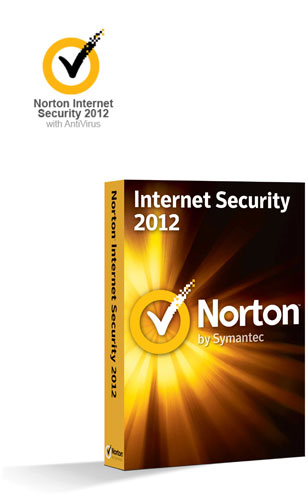 Norton Internet
Security 2012
with AntiVirus
Internet Security
2012
Norton
by Symantec
Norton Internet Security 2012
Norton